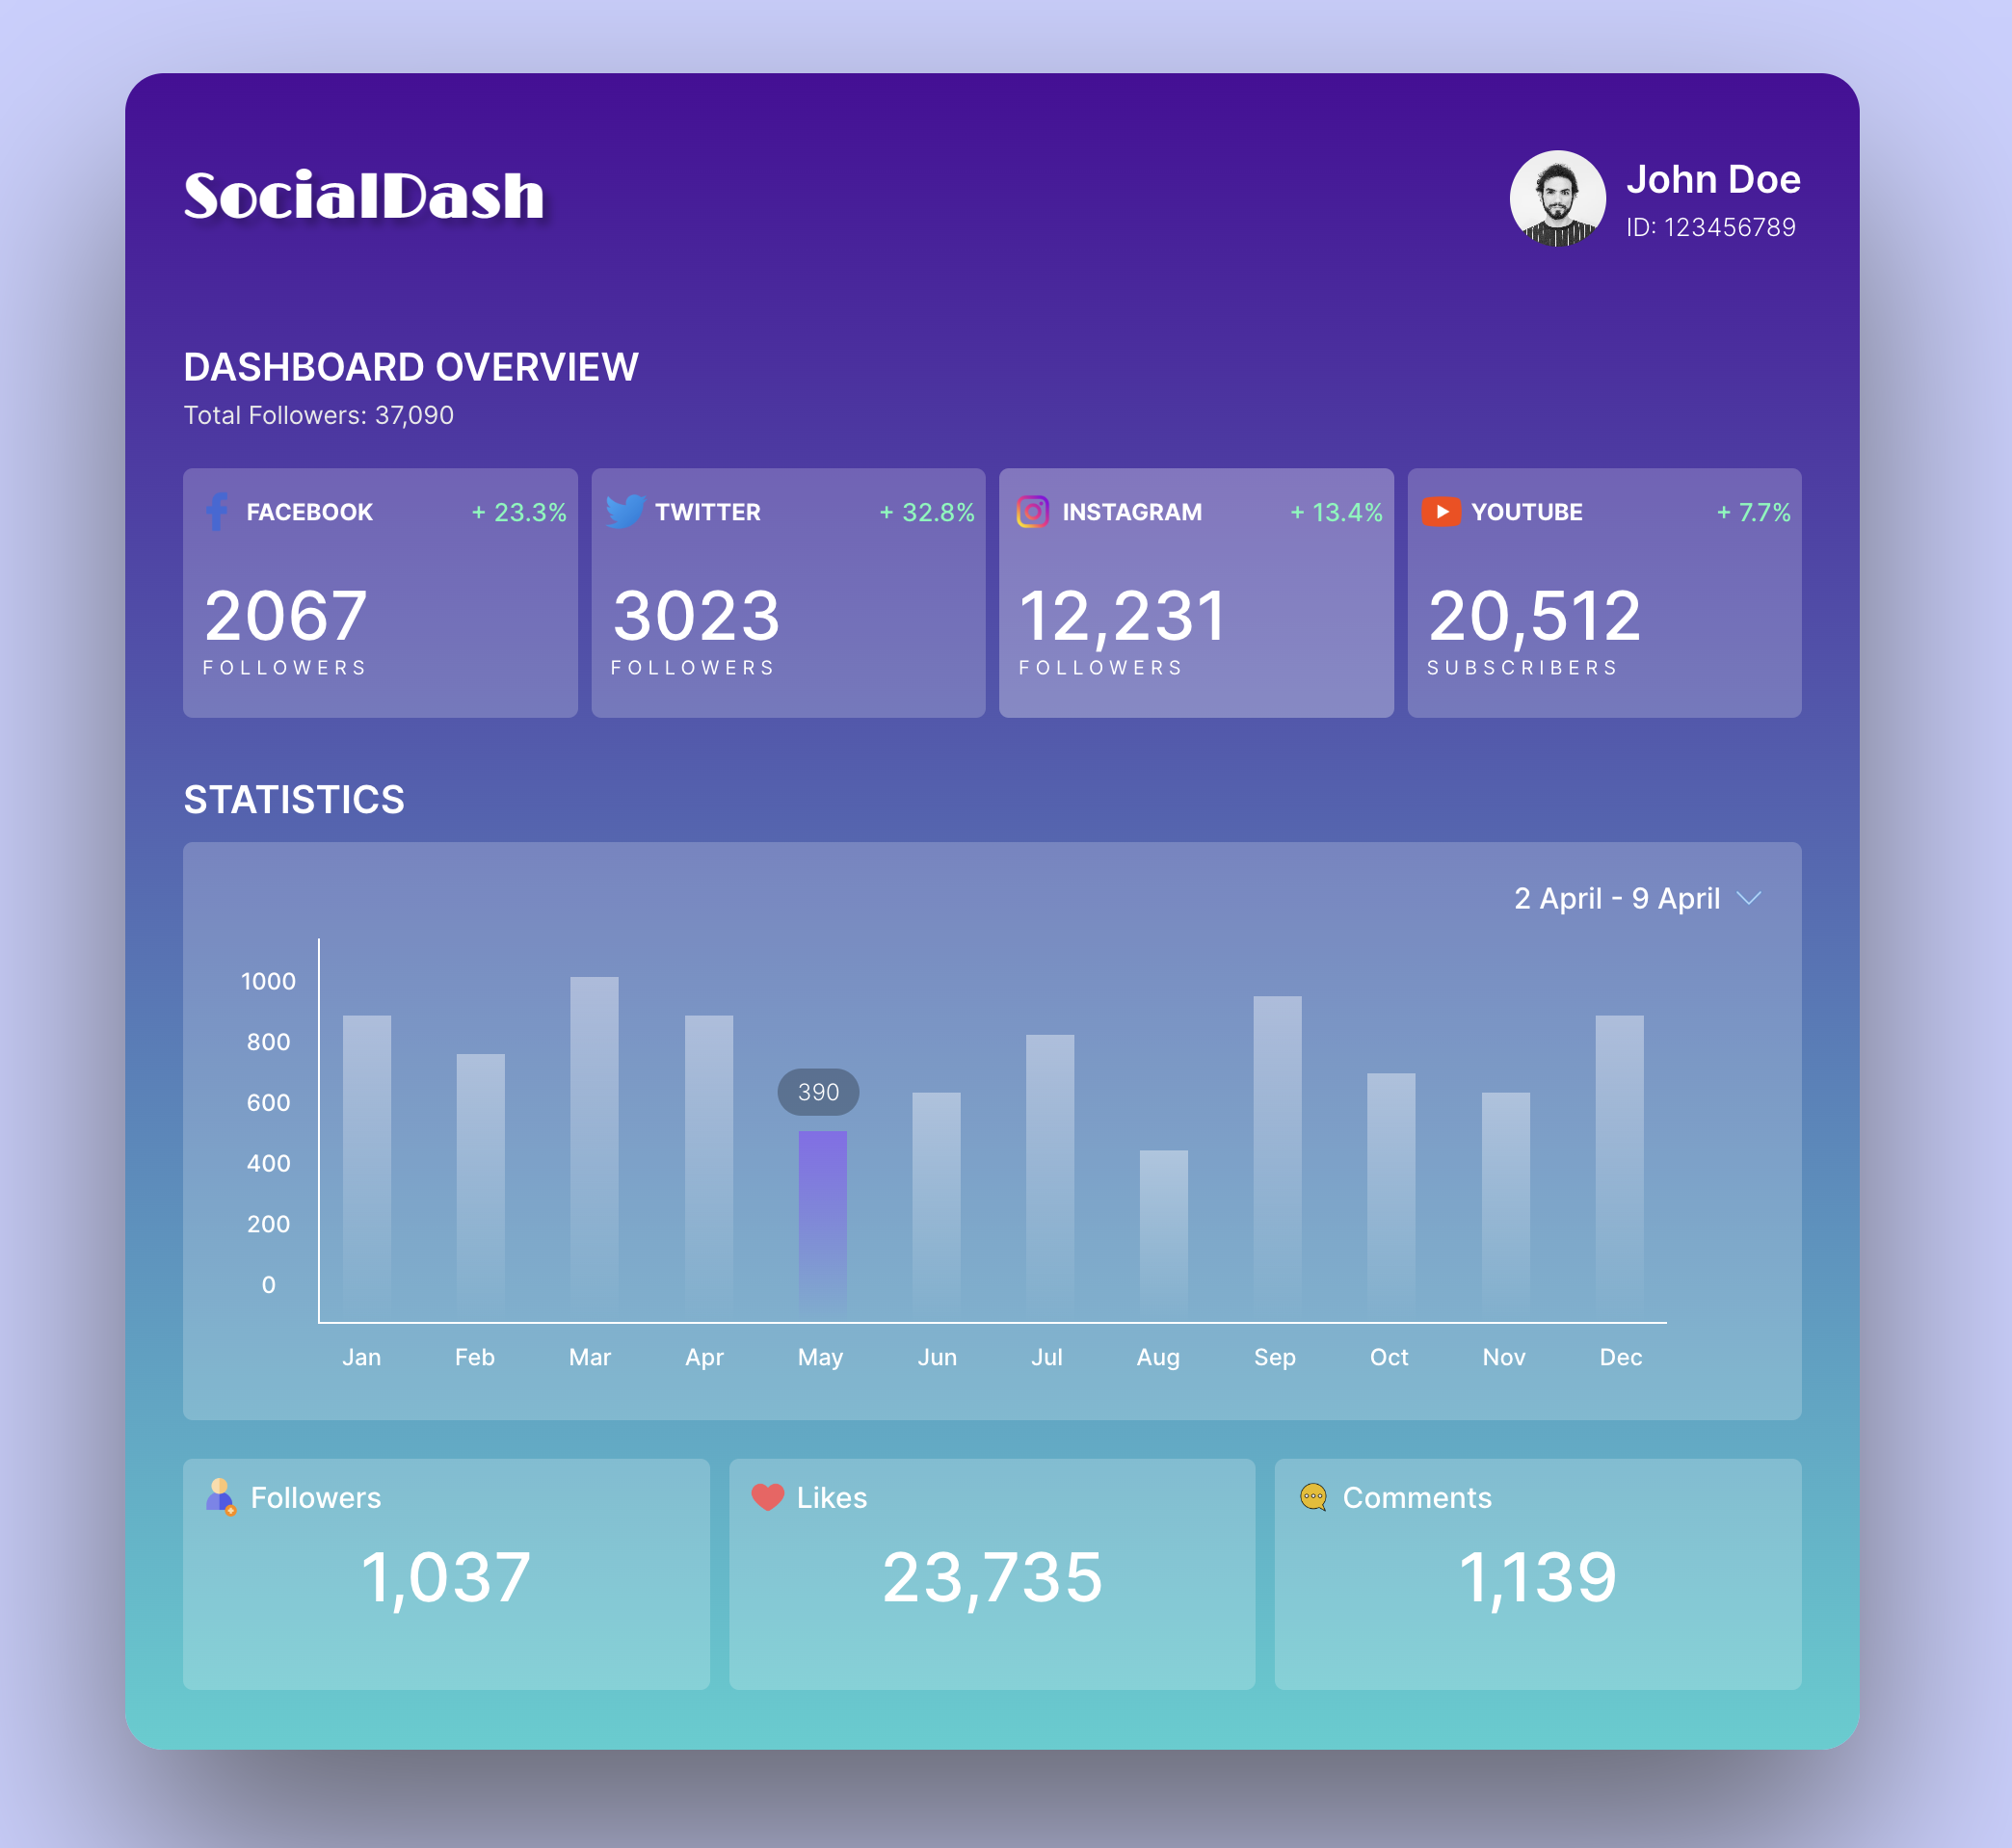 SocialDash
John Doe
ID: 123456789
DASHBOARD OVERVIEW
Total Followers: 37,090
FACEBOOK + 23.3%
2067
FOLLOWERS
TWITTER + 32.8%
3023
FOLLOWERS
INSTAGRAM + 13.4%
12,231
FOLLOWERS
YOUTUBE + 7.7%
20,512
SUBSCRIBERS
STATISTICS
2 April - 9 April
1000
800
600
400
200
0
390
Jan Feb Mar Apr May Jun Jul Aug Sep Oct Nov Dec
Followers
1,037
Likes
23,735
Comments
1,139